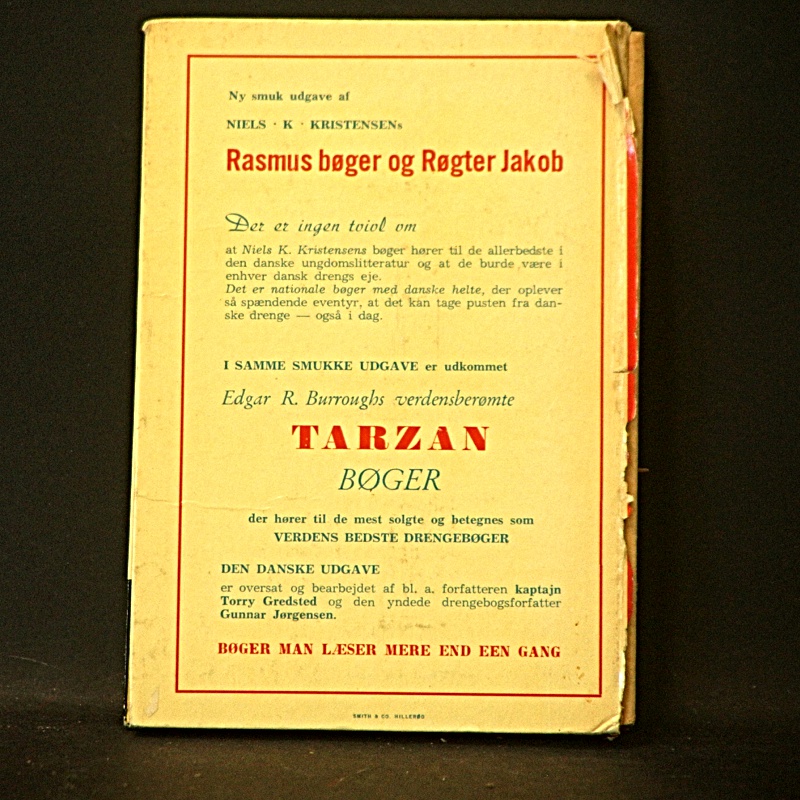 Ny smuk udgave af
NIELS · K · KRISTENSENs
Rasmus bøger og Røgter Jakob
Der er ingen tvivl om
at Niels K. Kristensens bøger hører til de allerbedste i
den danske ungdomslitteratur og at de burde være i
enhver dansk drengs eje.
Det er nationale bøger med danske helte, der oplever
så spændende eventyr, at det kan tage pusten fra dan-
ske drenge — også i dag.
I SAMME SMUKKE UDGAVE er udkommet
Edgar R. Burroughs verdensberømte
TARZAN
BØGER
der hører til de mest solgte og betegnes som
VERDENS BEDSTE DRENGEBØGER
DEN DANSKE UDGAVE
er oversat og bearbejdet af bl. a. forfatteren kaptajn
Torry Gredsted og den yndede drengebogsforfatter
Gunnar Jørgensen.
BØGER MAN LÆSER MERE END EEN GANG
SMITH & CO. HILLERØD